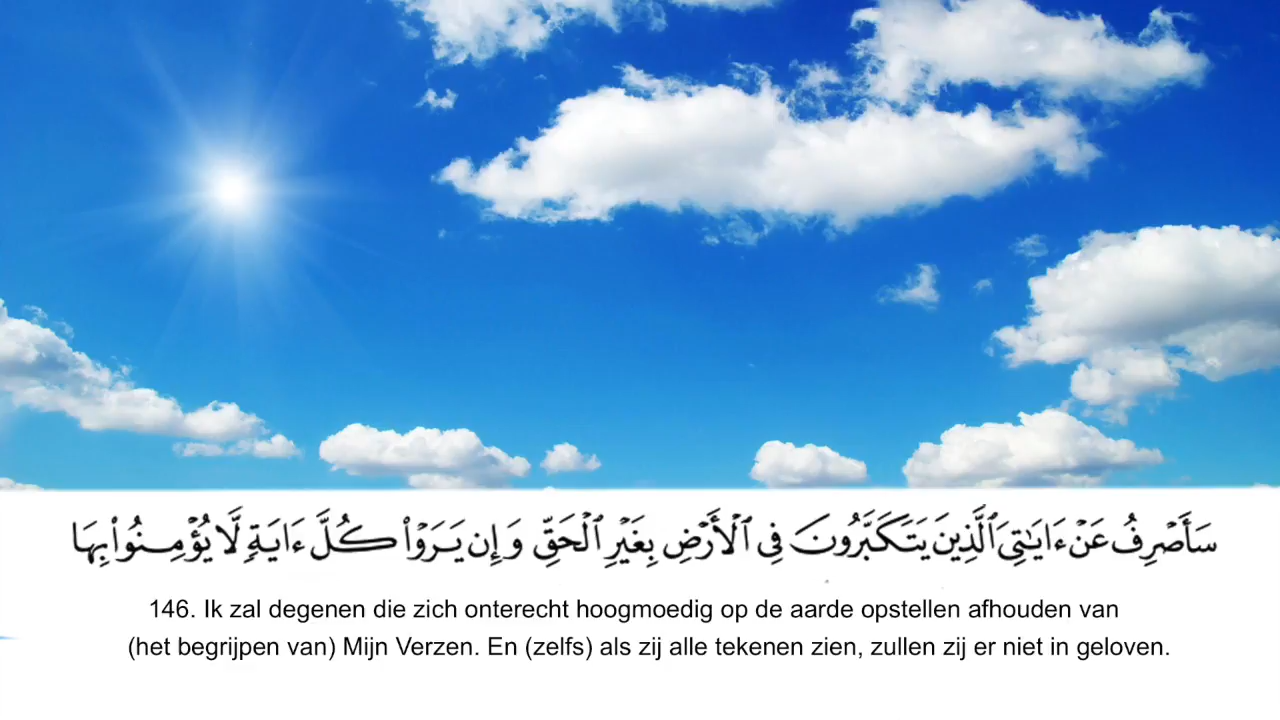 سَأَصْرِفُ عَنْ ءَايَٰتِىَ ٱلَّذِينَ يَتَكَبَّرُونَ فِى ٱلْأَرْضِ بِغَيْرِ ٱلْحَقِّ وَإِن يَرَوْا۟ كُلَّ ءَايَةٍ لَّا يُؤْمِنُوا۟ بِهَا
146. Ik zal degenen die zich onterecht hoogmoedig op de aarde opstellen afhouden van
(het begrijpen van) Mijn Verzen. En (zelfs) als zij alle tekenen zien, zullen zij er niet in geloven.